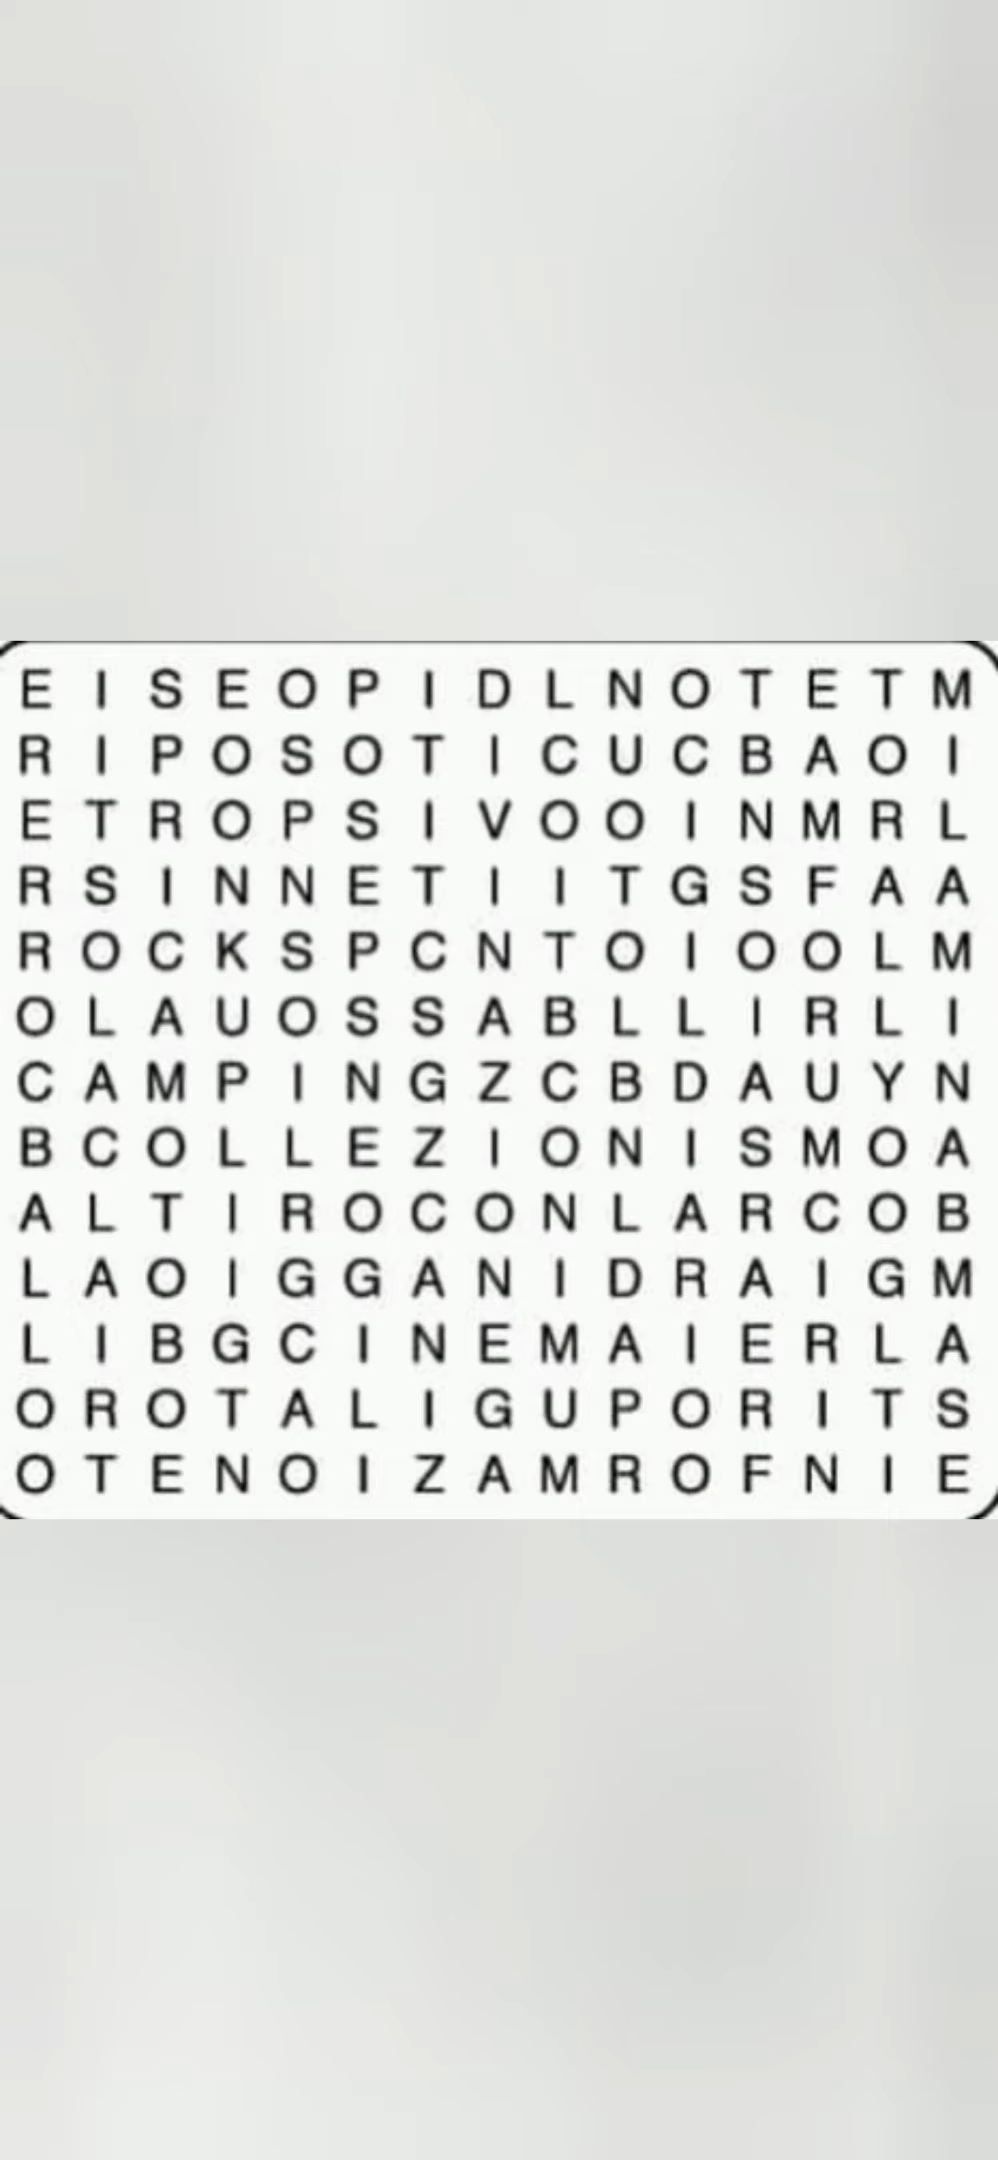 E I S E O P I D L N O T E T M
R I P O S O T I C U C B A O I
E T R O P S I V O O I N M R L
R S I N N E T I I T G S F A A
R O C K S P C N T O I O O L M
O L A U O S S A B L L I R L I
C A M P I N G Z C B D A U Y N
B C O L L E Z I O N I S M O A
A L T I R O C O N L A R C O B
L A O I G G A N I D R A I G M
L I B G C I N E M A I E R L A
O R O T A L I G U P O R I T S
O T E N O I Z A M R O F N I E